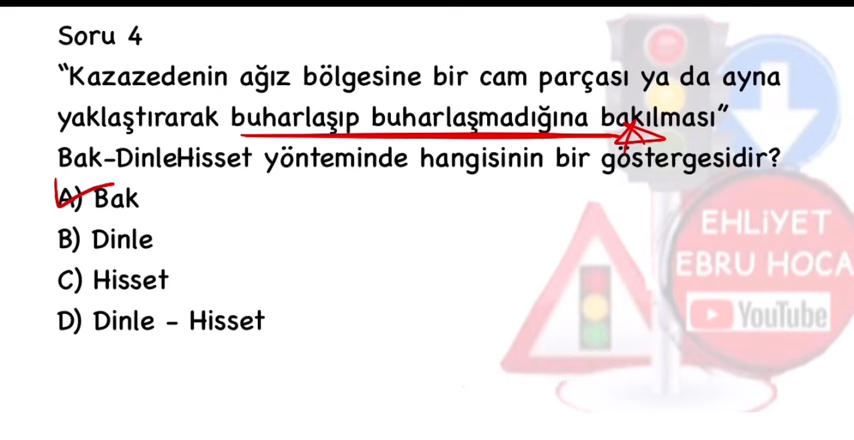 Soru 4
“Kazazedenin ağız bölgesine bir cam parçası ya da ayna
yaklaştırarak buharlaşıp buharlaşmadığına bakılması”
Bak-DinleHisset yönteminde hangisinin bir göstergesidir?
A) Bak
B) Dinle
C) Hisset
D) Dinle - Hisset
EHLİYET
EBRU HOCA
YouTube